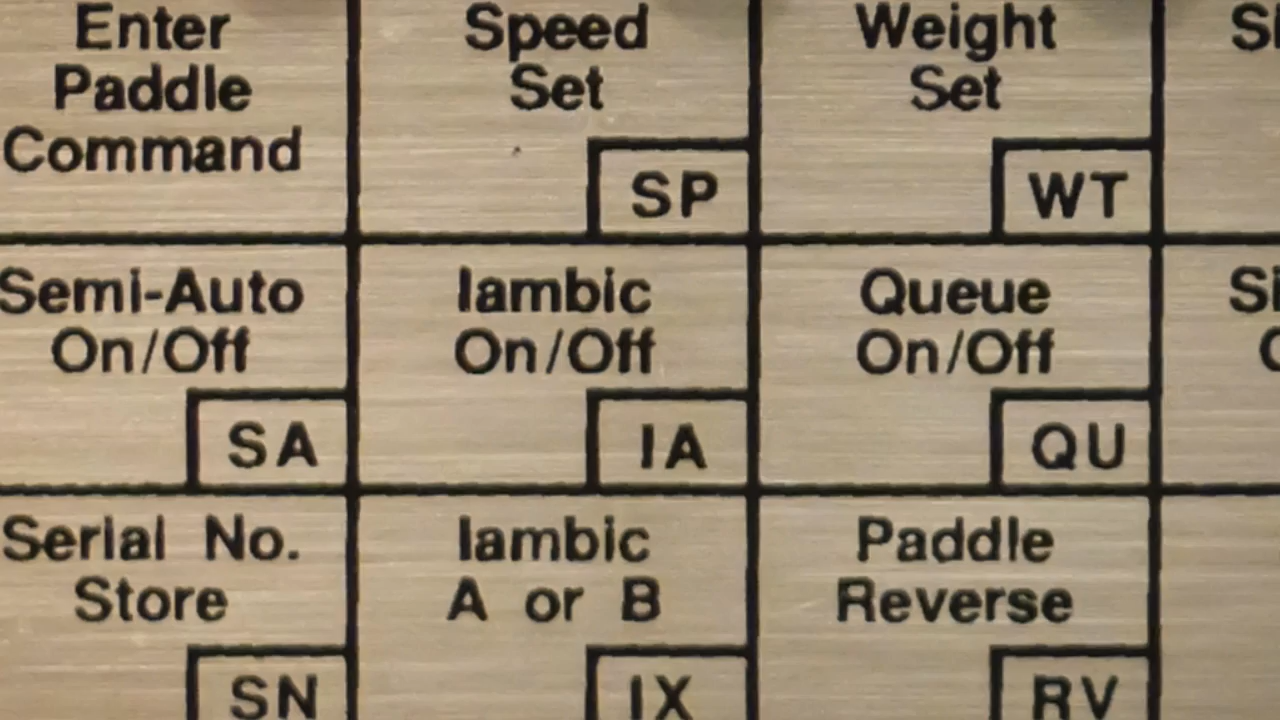 Enter
Paddle
Command
Speed
Set
SP
Weight
Set
WT
Semi-Auto
On/Off
SA
Iambic
On/Off
IA
Queue
On/Off
QU
Serial No.
Store
SN
Iambic
A or B
IX
Paddle
Reverse
RV